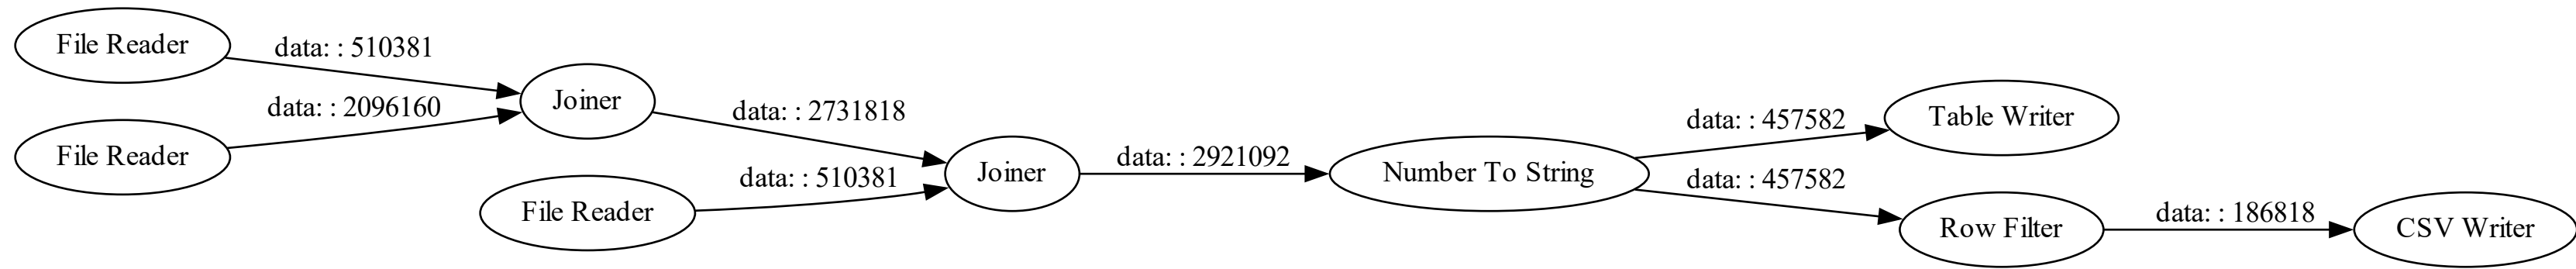 File Reader
data: : 510381
File Reader
data: : 2096160
Joiner
data: : 2731818
File Reader
data: : 510381
Joiner
data: : 2921092
Number To String
data: : 457582
Table Writer
data: : 457582
Row Filter
data: : 186818
CSV Writer